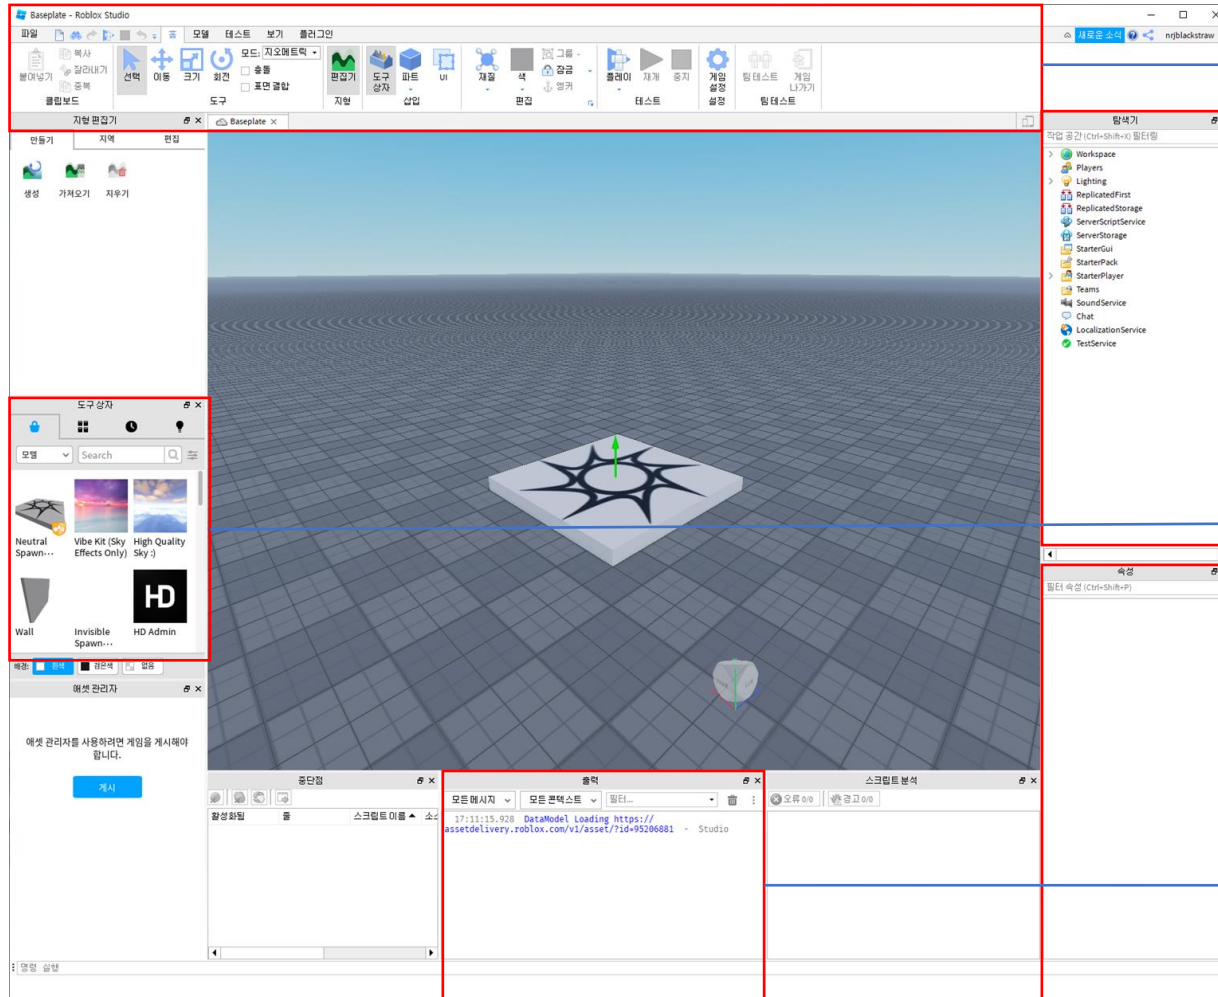 Baseplate - Roblox Studio
파일 모델 테스트 보기 플러그인 새로운 소식 nrjblackstraw
붙여넣기 복사 잘라내기 중복 선택 이동 크기 회전 모드: 지오메트릭 충돌 표면 결합 편집기 도구 상자 파트 UI 재질 색 그룹 잠금 앵커 플레이 재개 중지 게임 설정 팀 테스트 게임 나가기
클립보드 도구 지형 삽입 편집 테스트 설정 팀 테스트
지형 편집기
Baseplate
만들기 지역 편집
생성 가져오기 지우기
도구 상자
모델 Search
Neutral Spawn... Vibe Kit (Sky Effects Only) High Quality Sky :)
HD
Wall Invisible Spawn... HD Admin
배경: 흰색 검은색 없음
애셋 관리자
애셋 관리자를 사용하려면 게임을 게시해야
합니다.
게시
중단점
활성화됨 줄 스크립트 이름 소스
출력
모든 메시지 모든 콘텍스트 필터...
17:11:15.928 DataModel Loading https://
assetdelivery.roblox.com/v1/asset/?id=95206881 - Studio
스크립트 분석
오류 0/0 경고 0/0
탐색기
작업 공간 (Ctrl+Shift+X) 필터링
Workspace
Players
Lighting
ReplicatedFirst
ReplicatedStorage
ServerScriptService
ServerStorage
StarterGui
StarterPack
StarterPlayer
Teams
SoundService
Chat
LocalizationService
TestService
속성
필터 속성 (Ctrl+Shift+P)
명령 실행